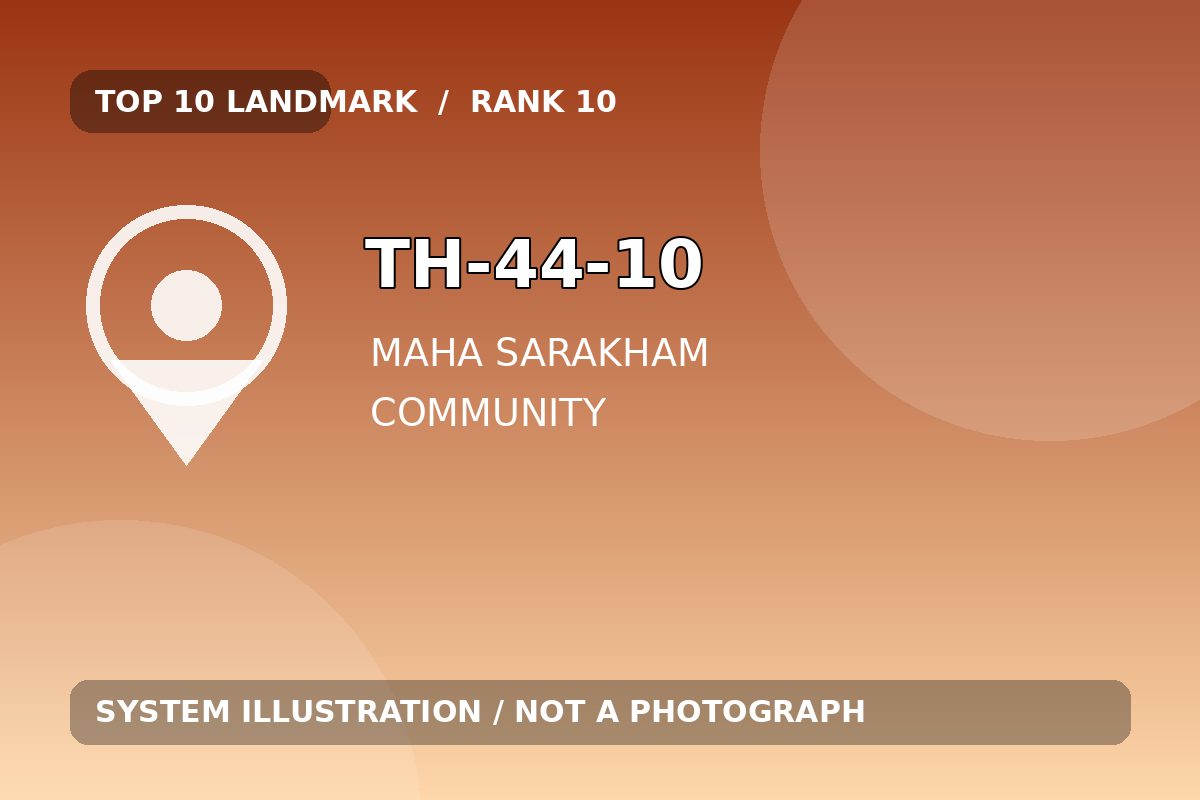 TOP 10 LANDMARK / RANK 10
TH-44-10
MAHA SARAKHAM
COMMUNITY
SYSTEM ILLUSTRATION / NOT A PHOTOGRAPH